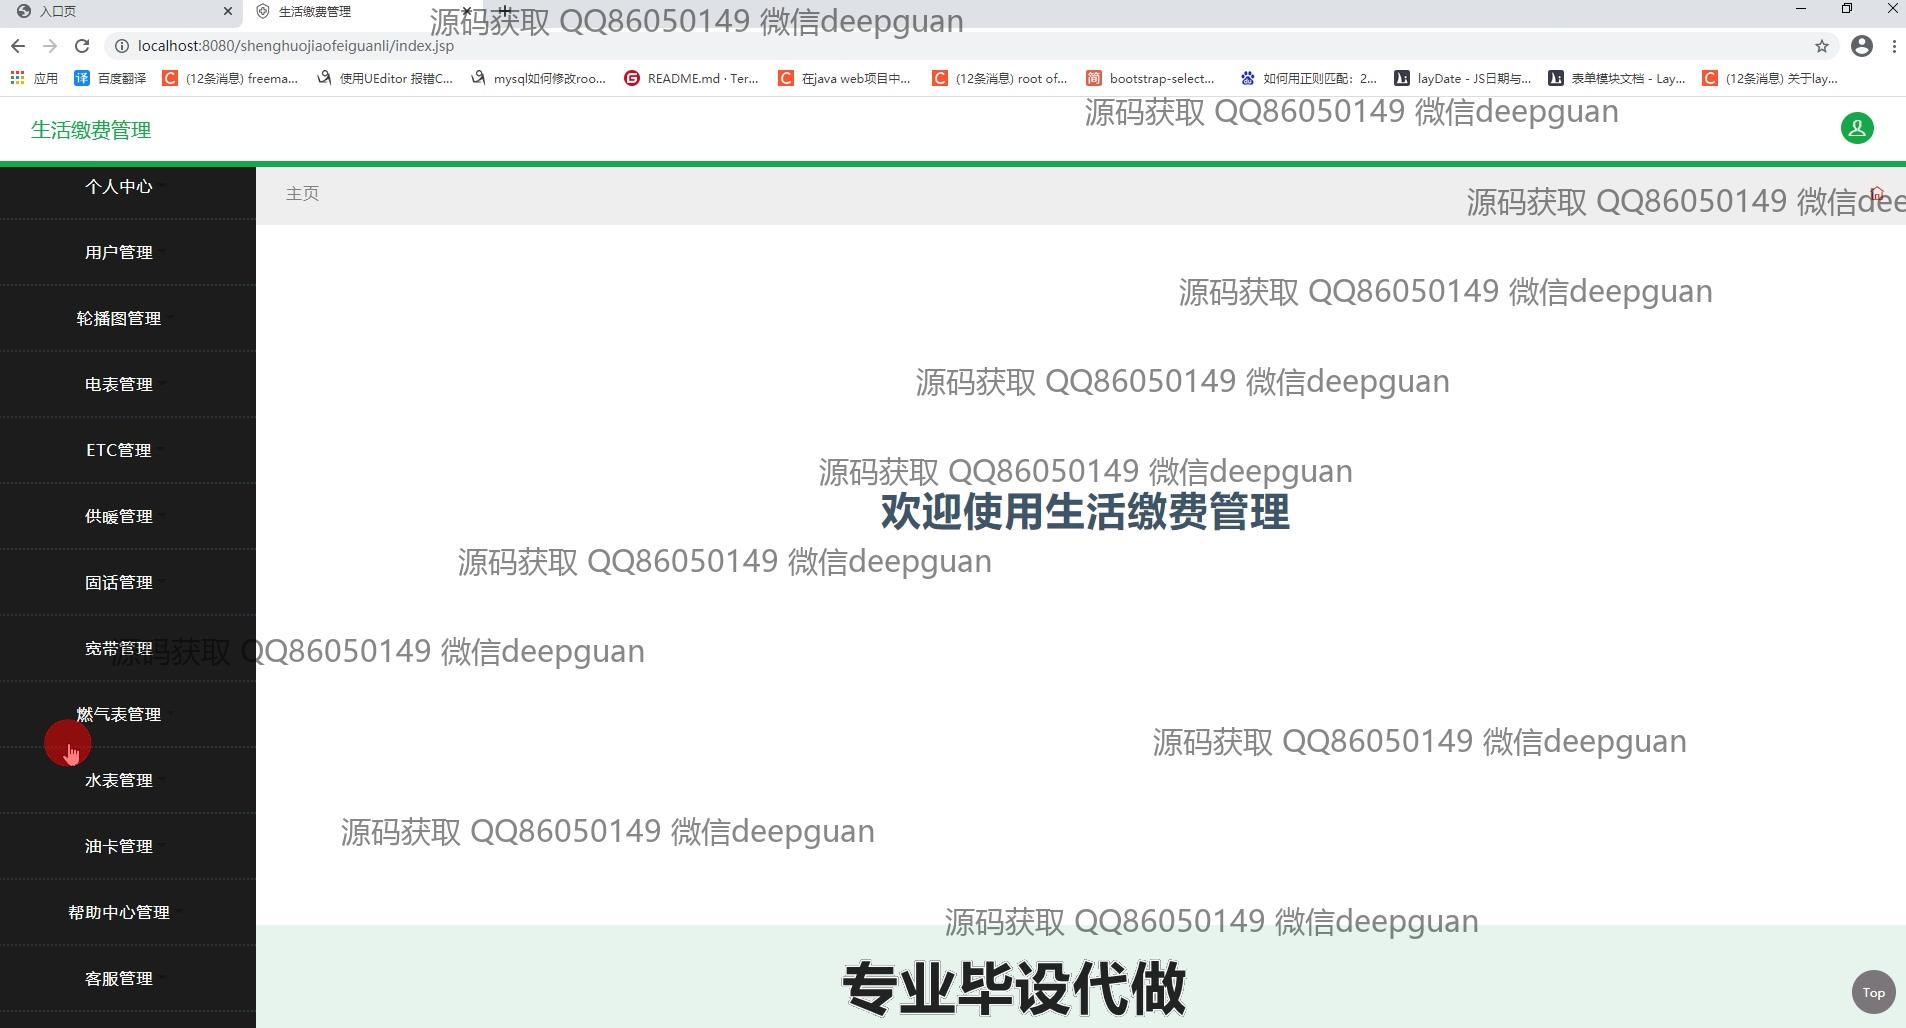 入口页
生活缴费管理
源码获取 QQ86050149 微信deepguan
localhost:8080/shenghuojiaofeiguanli/index.jsp
应用
百度翻译
(12条消息) freema...
使用UEditor 报错C...
mysql如何修改roo...
README.md · Ter...
在java web项目中...
(12条消息) root of...
bootstrap-select...
如何用正则匹配：2...
layDate - JS日期与...
表单模块文档 - Lay...
(12条消息) 关于lay...
源码获取 QQ86050149 微信deepguan
生活缴费管理
个人中心
主页
源码获取 QQ86050149 微信dee
用户管理
源码获取 QQ86050149 微信deepguan
轮播图管理
电表管理
源码获取 QQ86050149 微信deepguan
ETC管理
源码获取 QQ86050149 微信deepguan
欢迎使用生活缴费管理
供暖管理
源码获取 QQ86050149 微信deepguan
固话管理
宽带管理
源码获取 QQ86050149 微信deepguan
燃气表管理
源码获取 QQ86050149 微信deepguan
水表管理
源码获取 QQ86050149 微信deepguan
油卡管理
帮助中心管理
源码获取 QQ86050149 微信deepguan
客服管理
专业毕设代做
Top